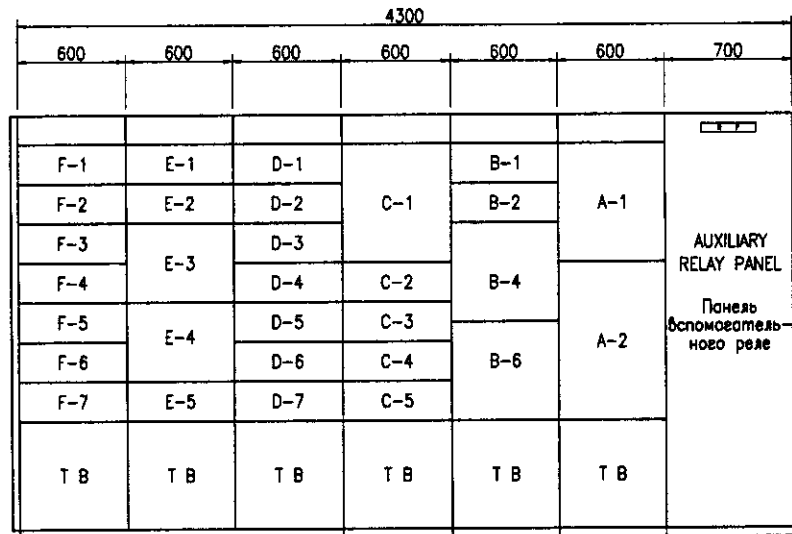 4300
600 600 600 600 600 600 700
F-1 E-1 D-1 C-1 B-1 A-1
F-2 E-2 D-2 B-2
F-3 E-3 D-3 B-4
F-4 D-4 C-2 A-2
F-5 E-4 D-5 C-3 B-6
F-6 D-6 C-4
F-7 E-5 D-7 C-5
T B T B T B T B T B T B
AUXILIARY
RELAY PANEL
Панель
вспомогатель-
ного реле